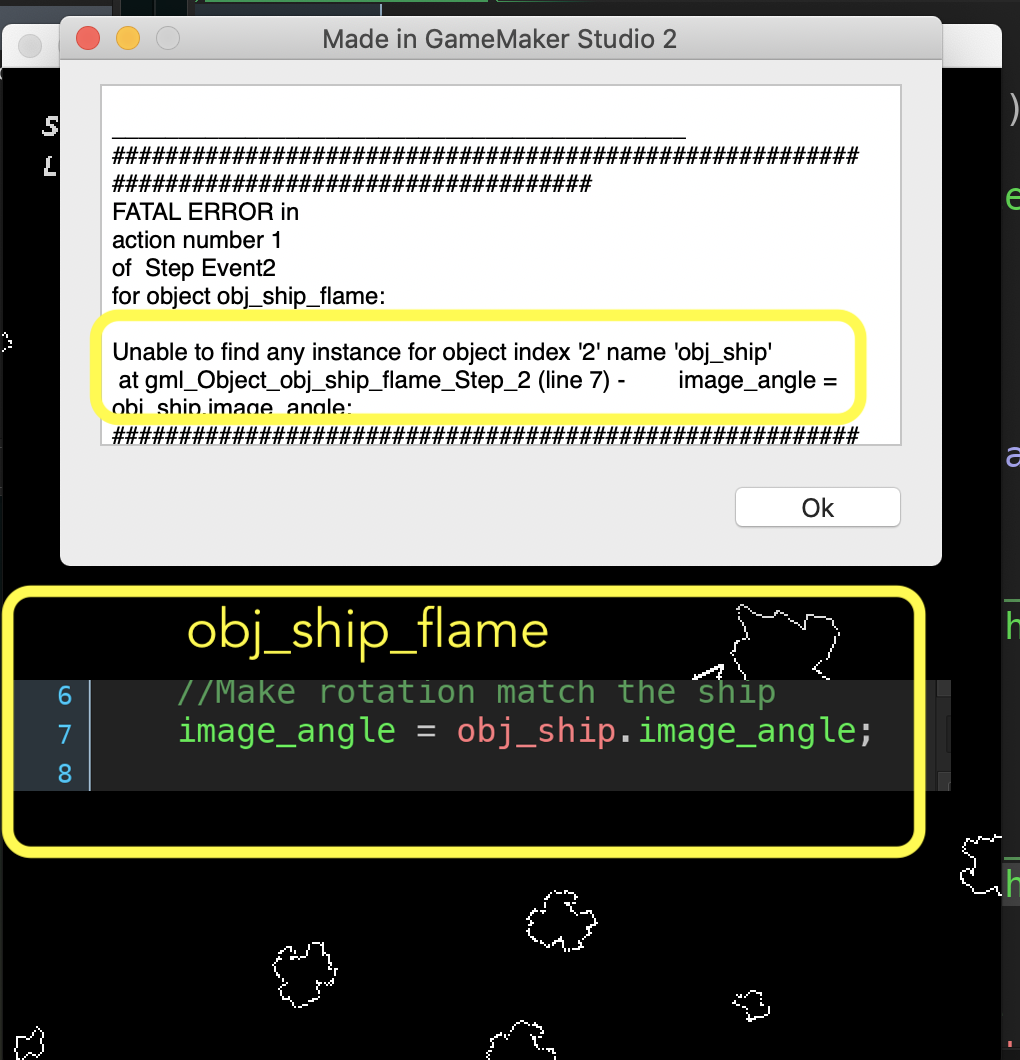 Made in GameMaker Studio 2
S
L
___________________________________________
########################################################
####################################
FATAL ERROR in
action number 1
of  Step Event2
for object obj_ship_flame:
Unable to find any instance for object index '2' name 'obj_ship'
 at gml_Object_obj_ship_flame_Step_2 (line 7) -        image_angle =
obj_ship.image_angle;
########################################################
Ok
)
e
a
h
h
obj_ship_flame
6 //Make rotation match the ship
7 image_angle = obj_ship.image_angle;
8